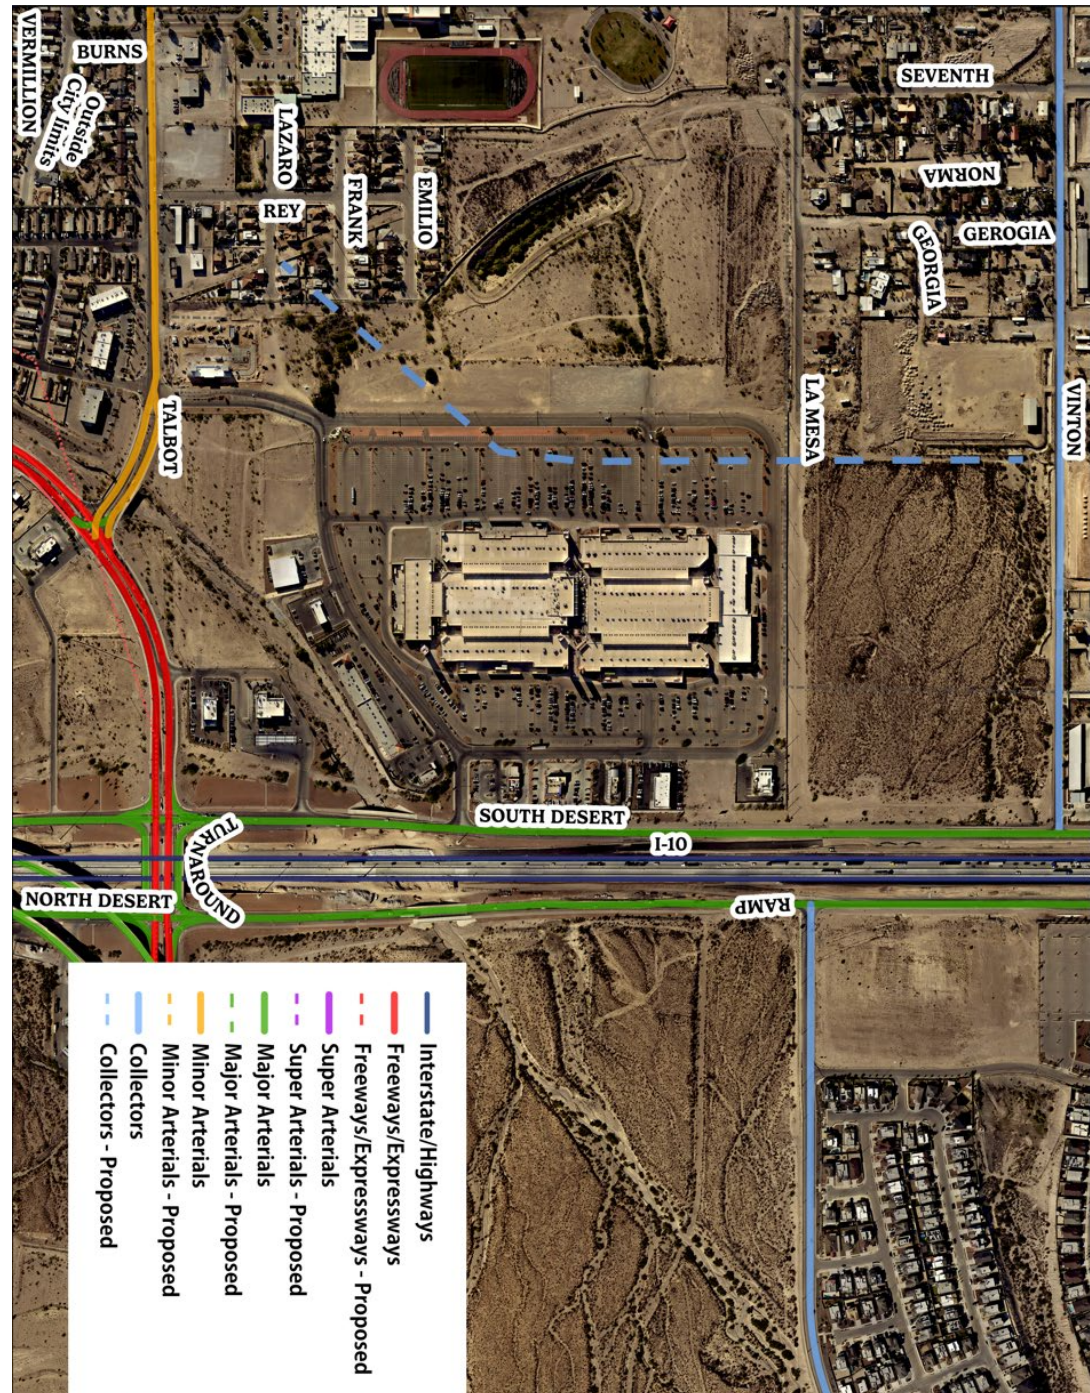 VERMILLION
BURNS
Outside
City limits
LAZARO
REY
FRANK
EMILIO
SEVENTH
NORMA
GEROGIA
GEORGIA
TALBOT
LA MESA
VINTON
SOUTH DESERT
I-10
TURNAROUND
NORTH DESERT
RAMP
Interstate/Highways
Freeways/Expressways
Freeways/Expressways - Proposed
Super Arterials
Super Arterials - Proposed
Major Arterials
Major Arterials - Proposed
Minor Arterials
Minor Arterials - Proposed
Collectors
Collectors - Proposed